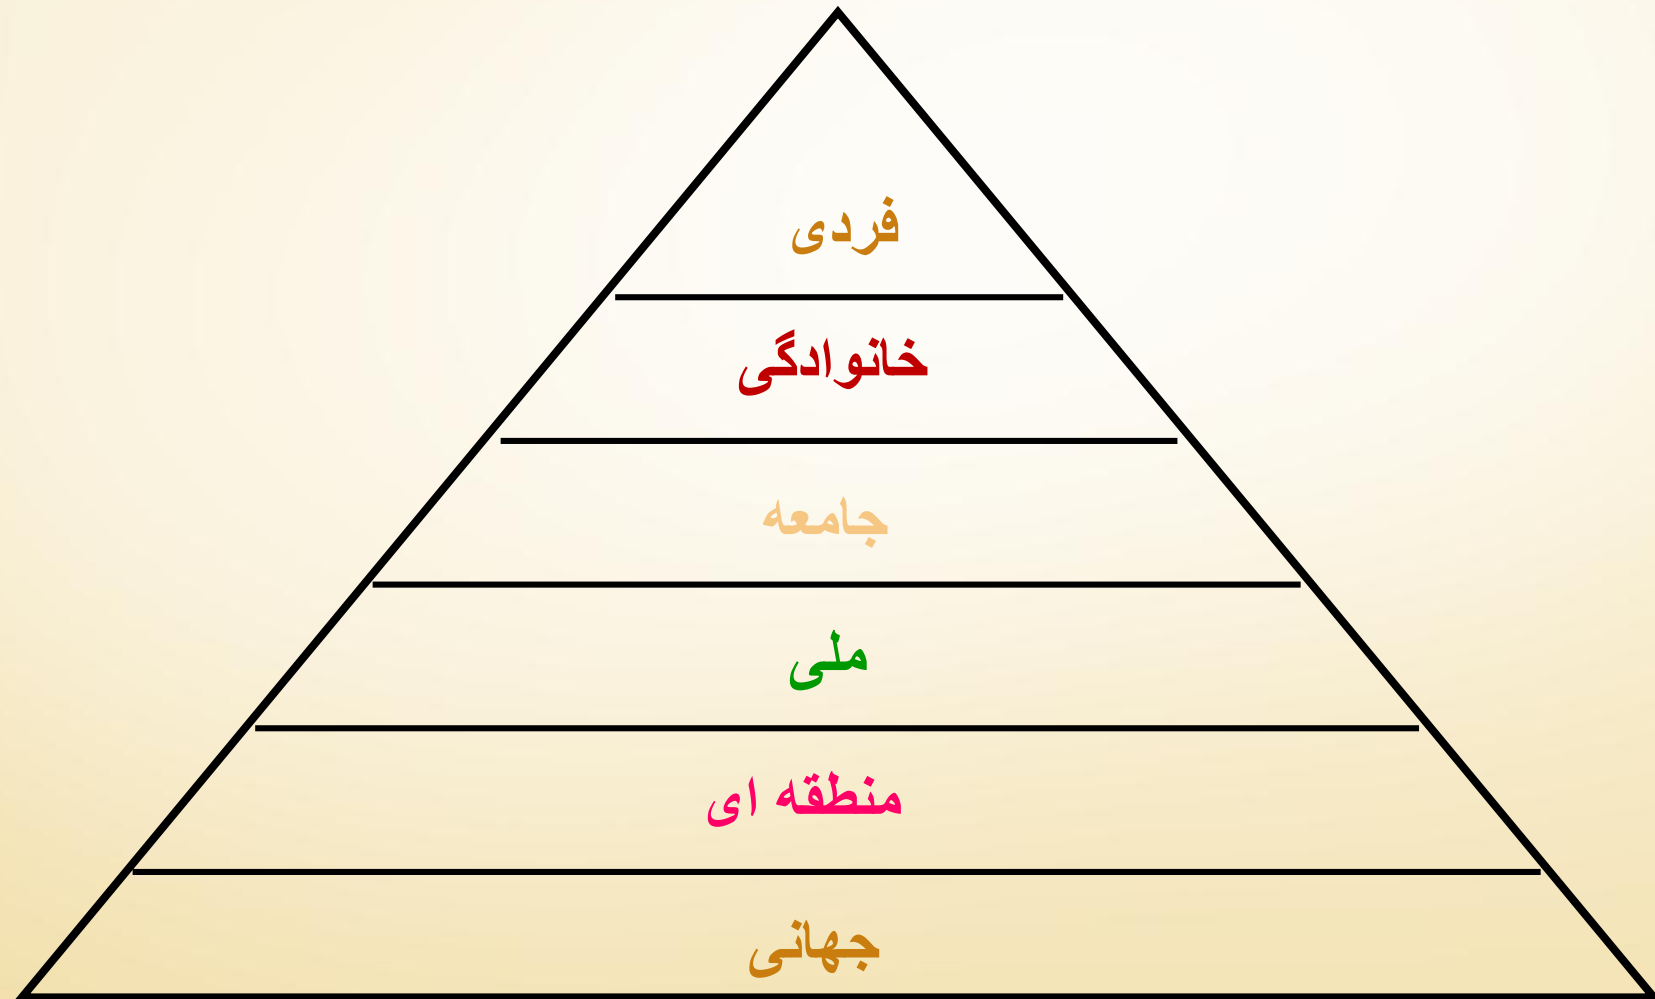 فردی
خانوادگی
جامعه
ملی
منطقه ای
جهانی